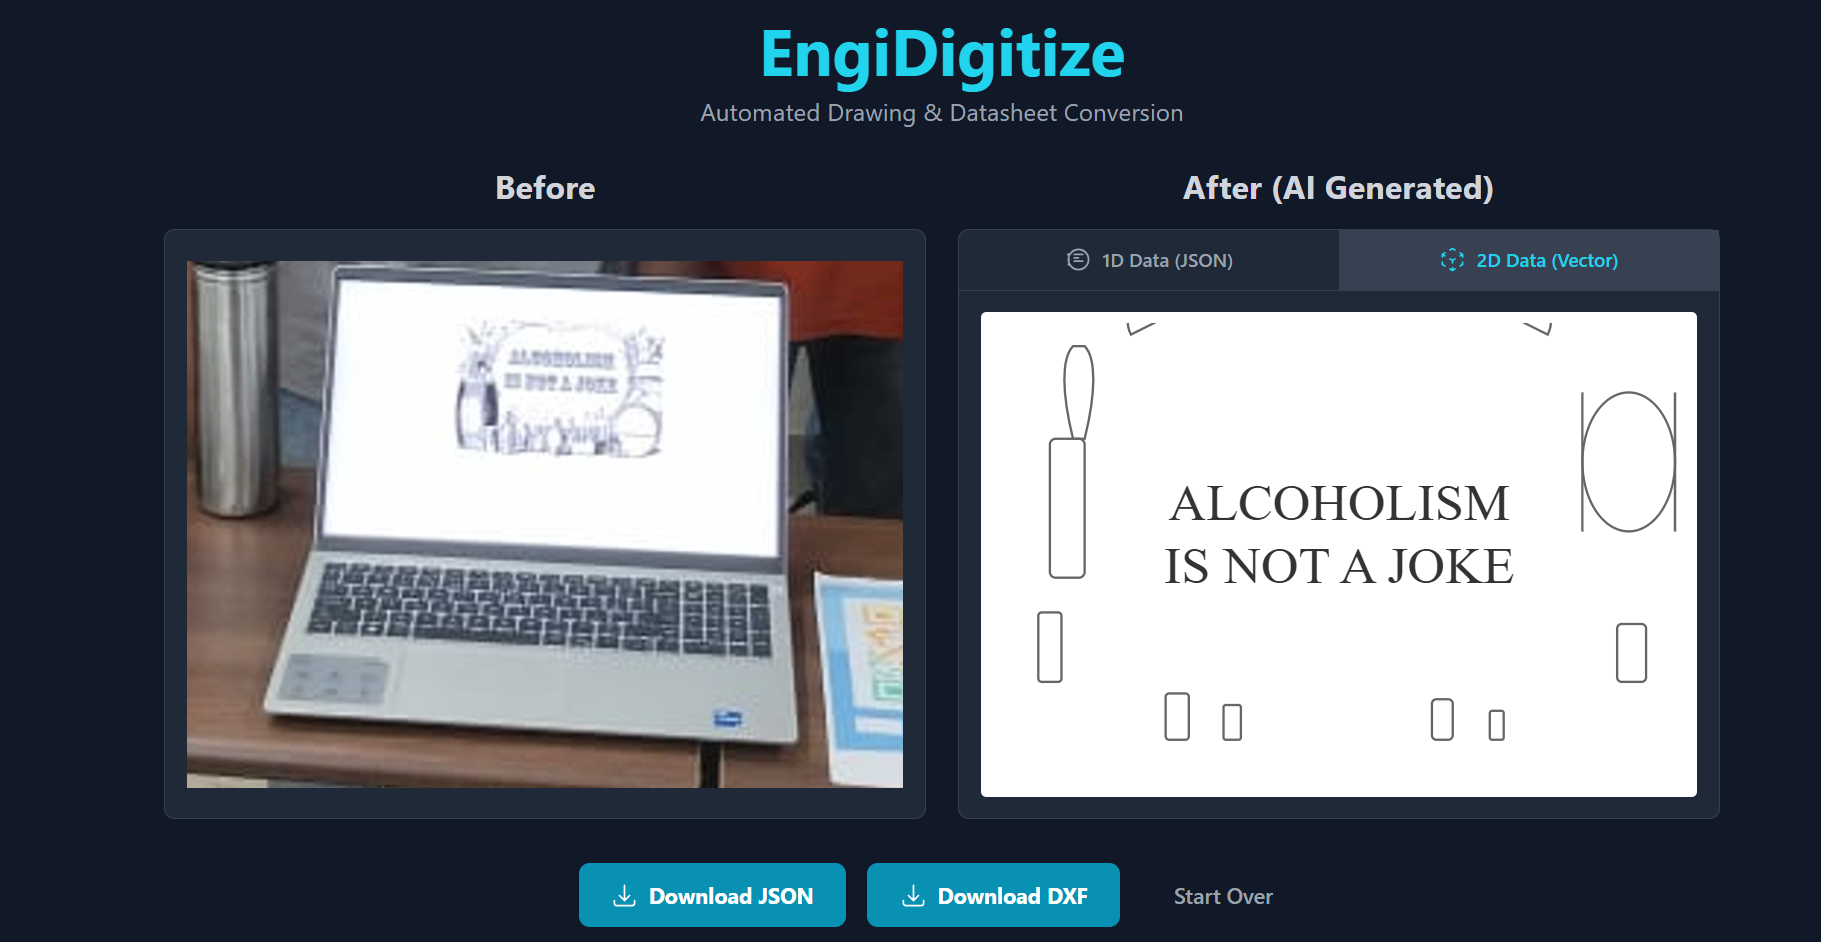 EngiDigitize
Automated Drawing & Datasheet Conversion
Before
After (AI Generated)
ALCOHOLISM
IS NOT A JOKE
1D Data (JSON)
2D Data (Vector)
ALCOHOLISM
IS NOT A JOKE
Download JSON
Download DXF
Start Over